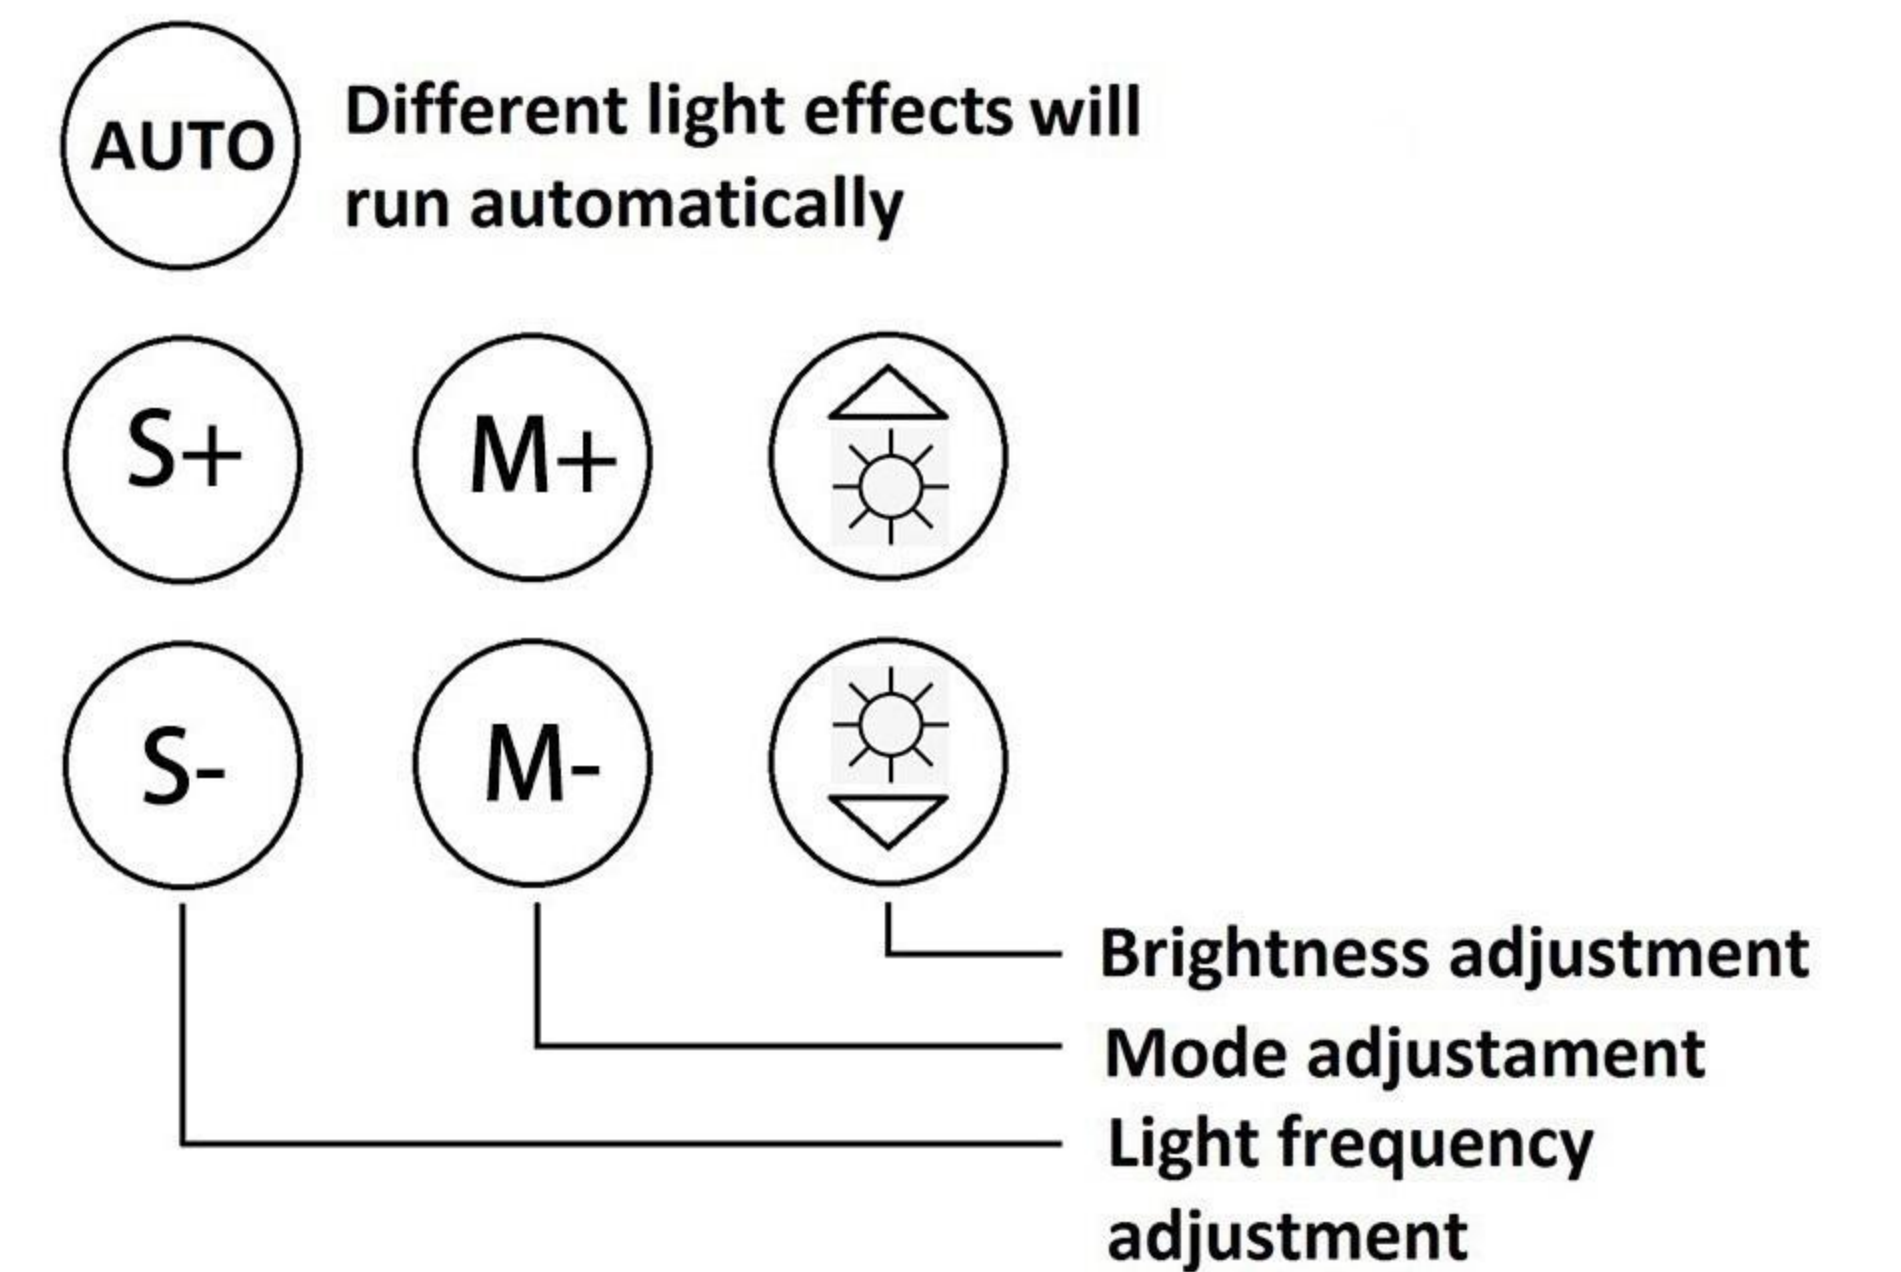 AUTO
Different light effects will
run automatically
S+ M+
S- M-
Brightness adjustment
Mode adjustament
Light frequency
adjustment